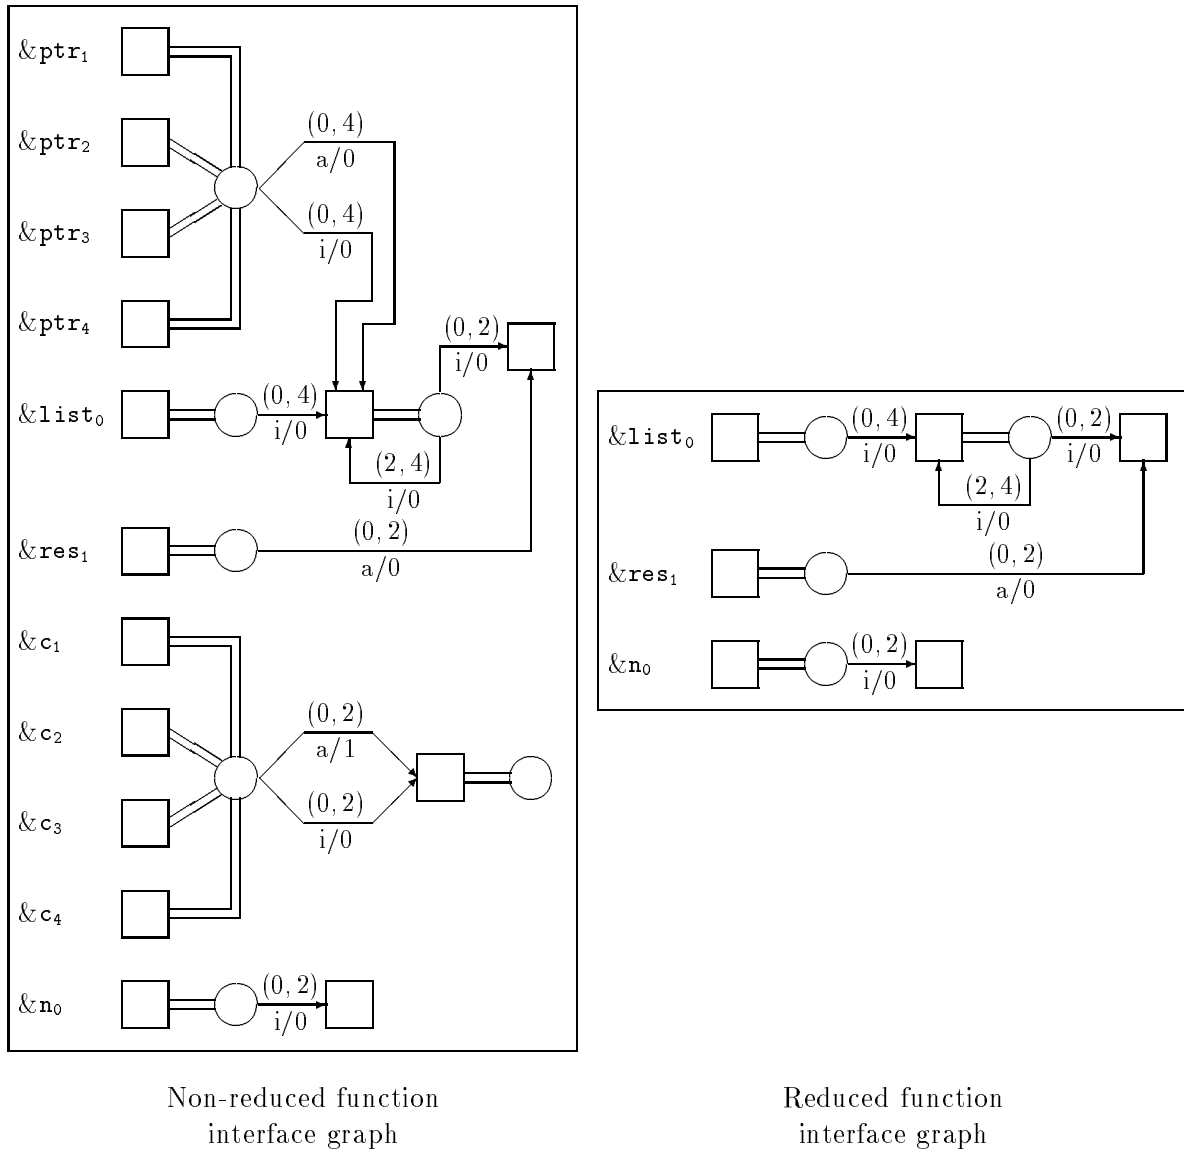 &ptr₁
&ptr₂
(0, 4)
a/0
&ptr₃
(0, 4)
i/0
&ptr₄
(0, 2)
i/0
&list₀
(0, 4)
i/0
(2, 4)
i/0
&res₁
(0, 2)
a/0
&c₁
&c₂
(0, 2)
a/1
&c₃
(0, 2)
i/0
&c₄
&n₀
(0, 2)
i/0
Non-reduced function
interface graph
&list₀
(0, 4)
i/0
(0, 2)
i/0
(2, 4)
i/0
&res₁
(0, 2)
a/0
&n₀
(0, 2)
i/0
Reduced function
interface graph